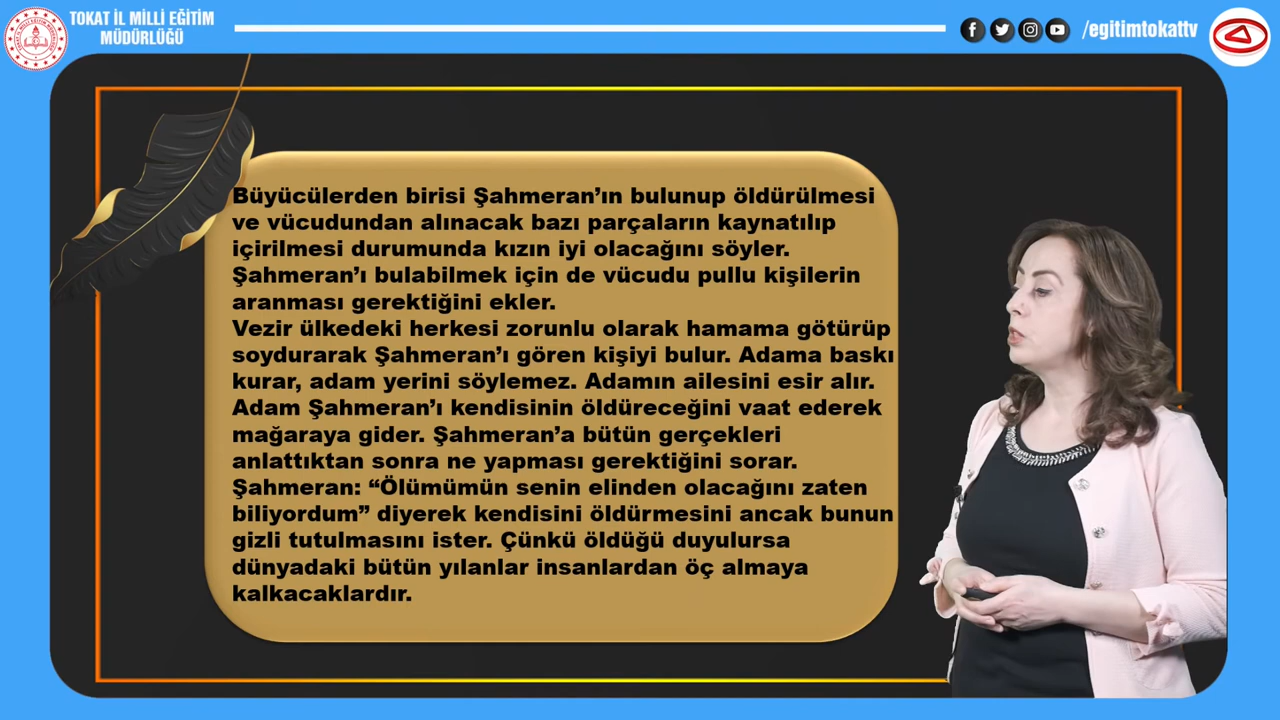 TOKAT İL MİLLİ EĞİTİM
MÜDÜRLÜĞÜ
/egitimtokattv
Büyücülerden birisi Şahmeran’ın bulunup öldürülmesi
ve vücudundan alınacak bazı parçaların kaynatılıp
içirilmesi durumunda kızın iyi olacağını söyler.
Şahmeran’ı bulabilmek için de vücudu pullu kişilerin
aranması gerektiğini ekler.
Vezir ülkedeki herkesi zorunlu olarak hamama götürüp
soydurarak Şahmeran’ı gören kişiyi bulur. Adama baskı
kurar, adam yerini söylemez. Adamın ailesini esir alır.
Adam Şahmeran’ı kendisinin öldüreceğini vaat ederek
mağaraya gider. Şahmeran’a bütün gerçekleri
anlattıktan sonra ne yapması gerektiğini sorar.
Şahmeran: “Ölümümün senin elinden olacağını zaten
biliyordum” diyerek kendisini öldürmesini ancak bunun
gizli tutulmasını ister. Çünkü öldüğü duyulursa
dünyadaki bütün yılanlar insanlardan öç almaya
kalkacaklardır.